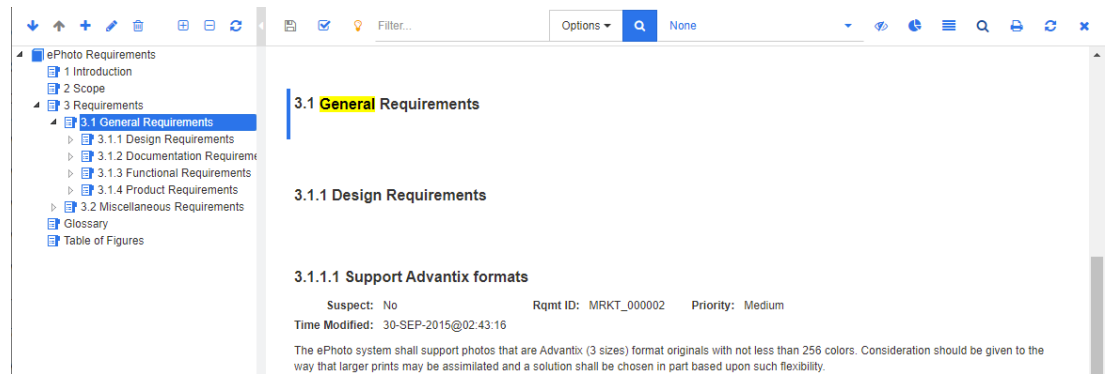 Filter...
Options
None
ePhoto Requirements
1 Introduction
2 Scope
3 Requirements
3.1 General Requirements
3.1.1 Design Requirements
3.1.2 Documentation Requireme
3.1.3 Functional Requirements
3.1.4 Product Requirements
3.2 Miscellaneous Requirements
Glossary
Table of Figures
3.1 General Requirements
3.1.1 Design Requirements
3.1.1.1 Support Advantix formats
Suspect: No Rqmt ID: MRKT_000002 Priority: Medium
Time Modified: 30-SEP-2015@02:43:16
The ePhoto system shall support photos that are Advantix (3 sizes) format originals with not less than 256 colors. Consideration should be given to the
way that larger prints may be assimilated and a solution shall be chosen in part based upon such flexibility.